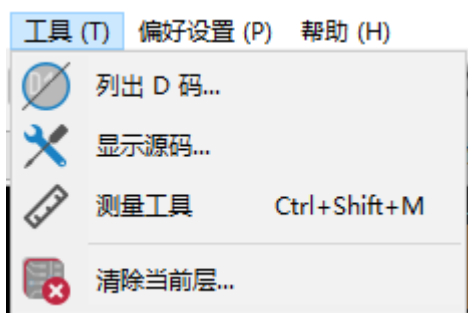 工具 (T) 偏好设置 (P) 帮助 (H)
列出 D 码...
显示源码...
测量工具 Ctrl+Shift+M
清除当前层...